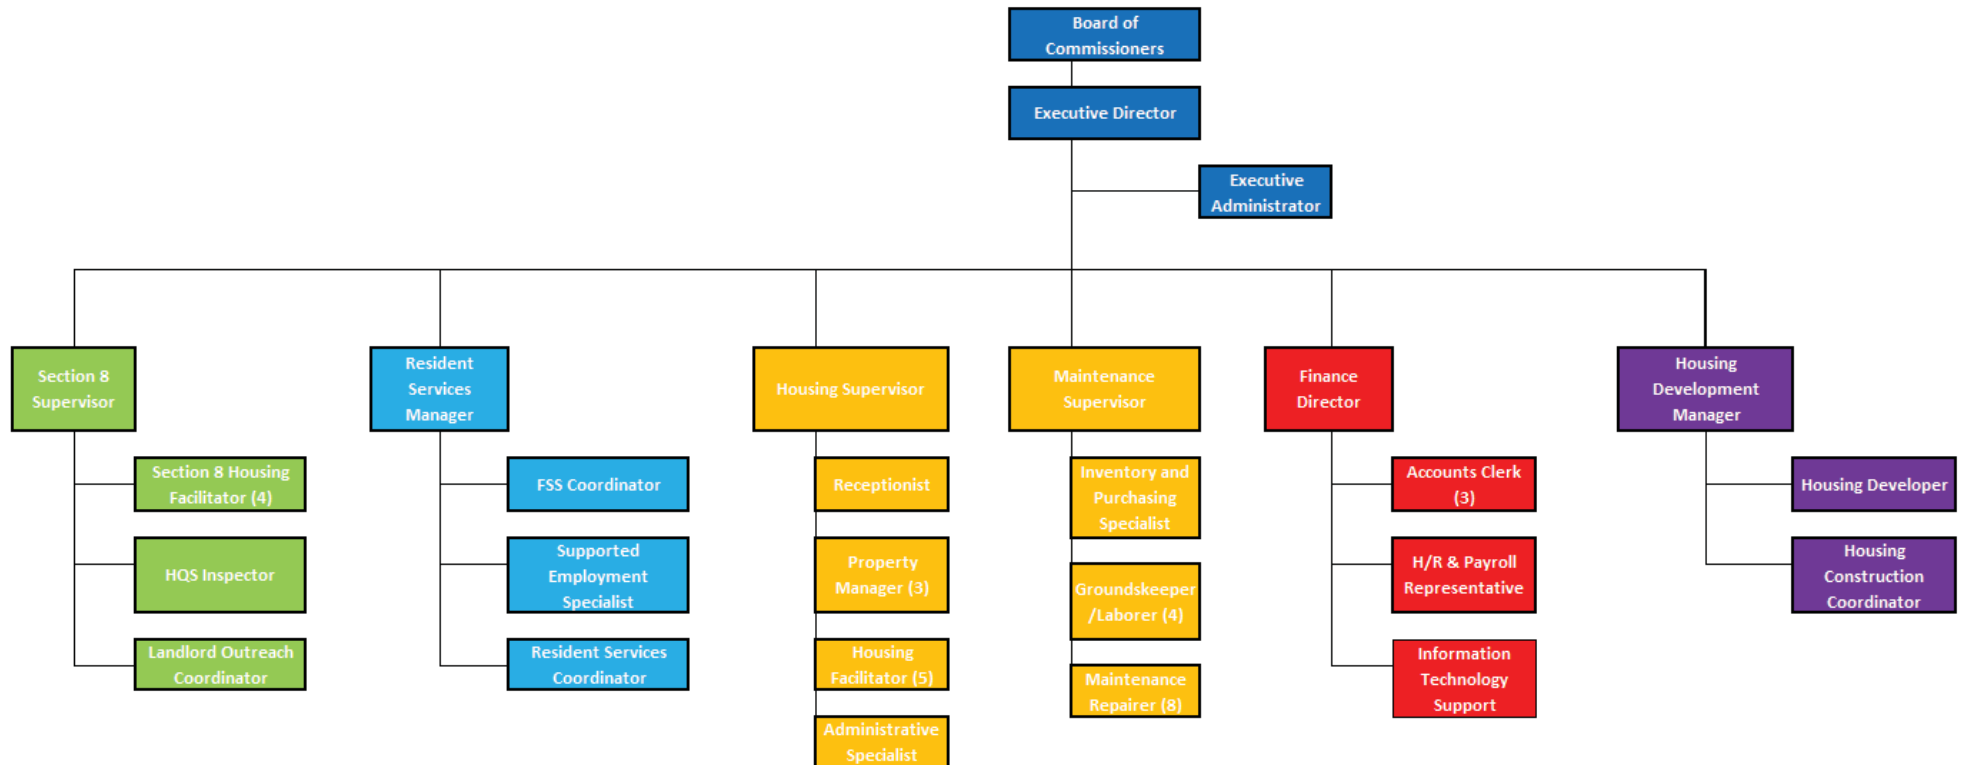 Board of
Commissioners
Executive Director
Executive
Administrator
Section 8
Supervisor
Resident
Services
Manager
Housing Supervisor
Maintenance
Supervisor
Finance
Director
Housing
Development
Manager
Section 8 Housing
Facilitator (4)
HQS Inspector
Landlord Outreach
Coordinator
FSS Coordinator
Supported
Employment
Specialist
Resident Services
Coordinator
Receptionist
Property
Manager (3)
Housing
Facilitator (5)
Administrative
Specialist
Inventory and
Purchasing
Specialist
Groundskeeper
/Laborer (4)
Maintenance
Repairer (8)
Accounts Clerk
(3)
H/R & Payroll
Representative
Information
Technology
Support
Housing Developer
Housing
Construction
Coordinator